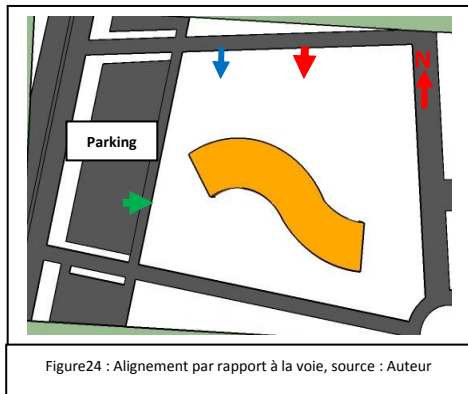 N
Parking
Figure24 : Alignement par rapport à la voie, source : Auteur